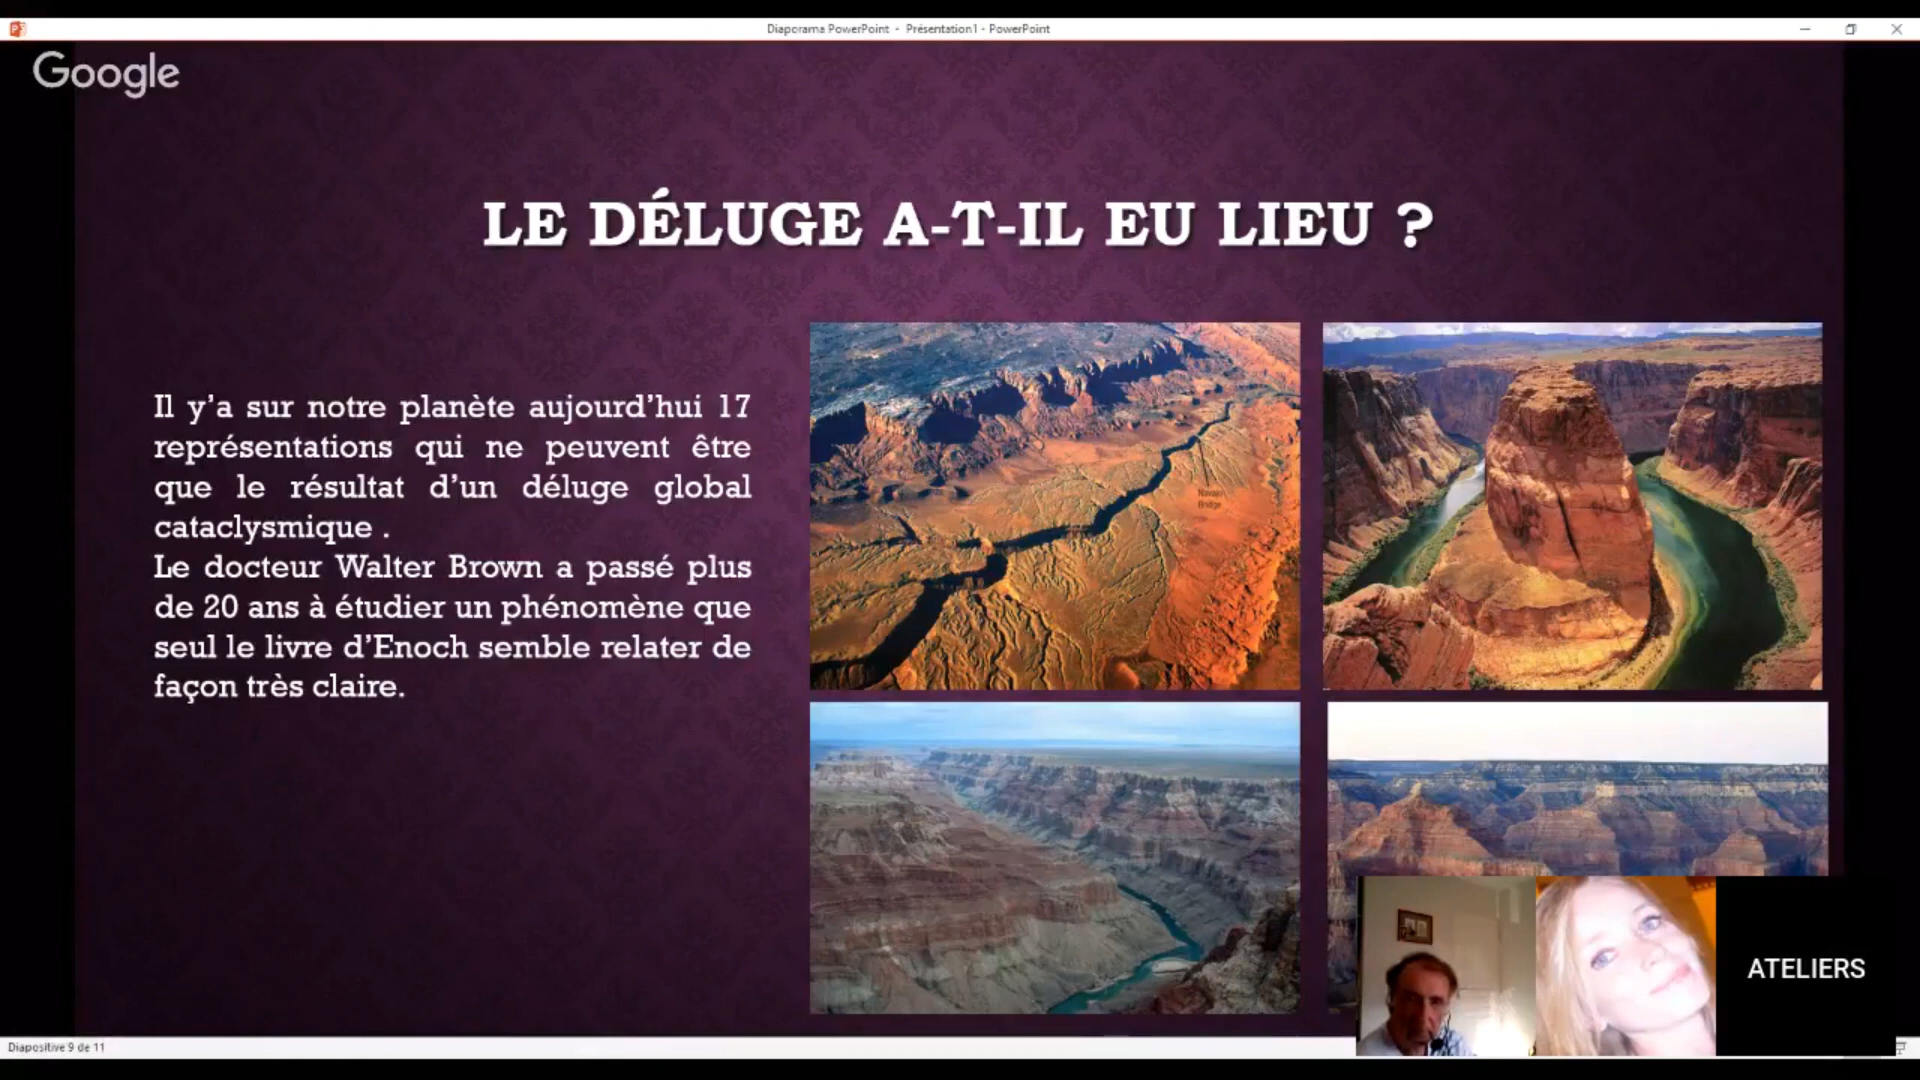 Diaporama PowerPoint - Présentation1 - PowerPoint
Google
LE DÉLUGE A-T-IL EU LIEU ?
Il y'a sur notre planète aujourd'hui 17
représentations qui ne peuvent être
que le résultat d'un déluge global
cataclysmique .
Le docteur Walter Brown a passé plus
de 20 ans à étudier un phénomène que
seul le livre d'Enoch semble relater de
façon très claire.
Navajo
Bridge
ATELIERS
Diapositive 9 de 11